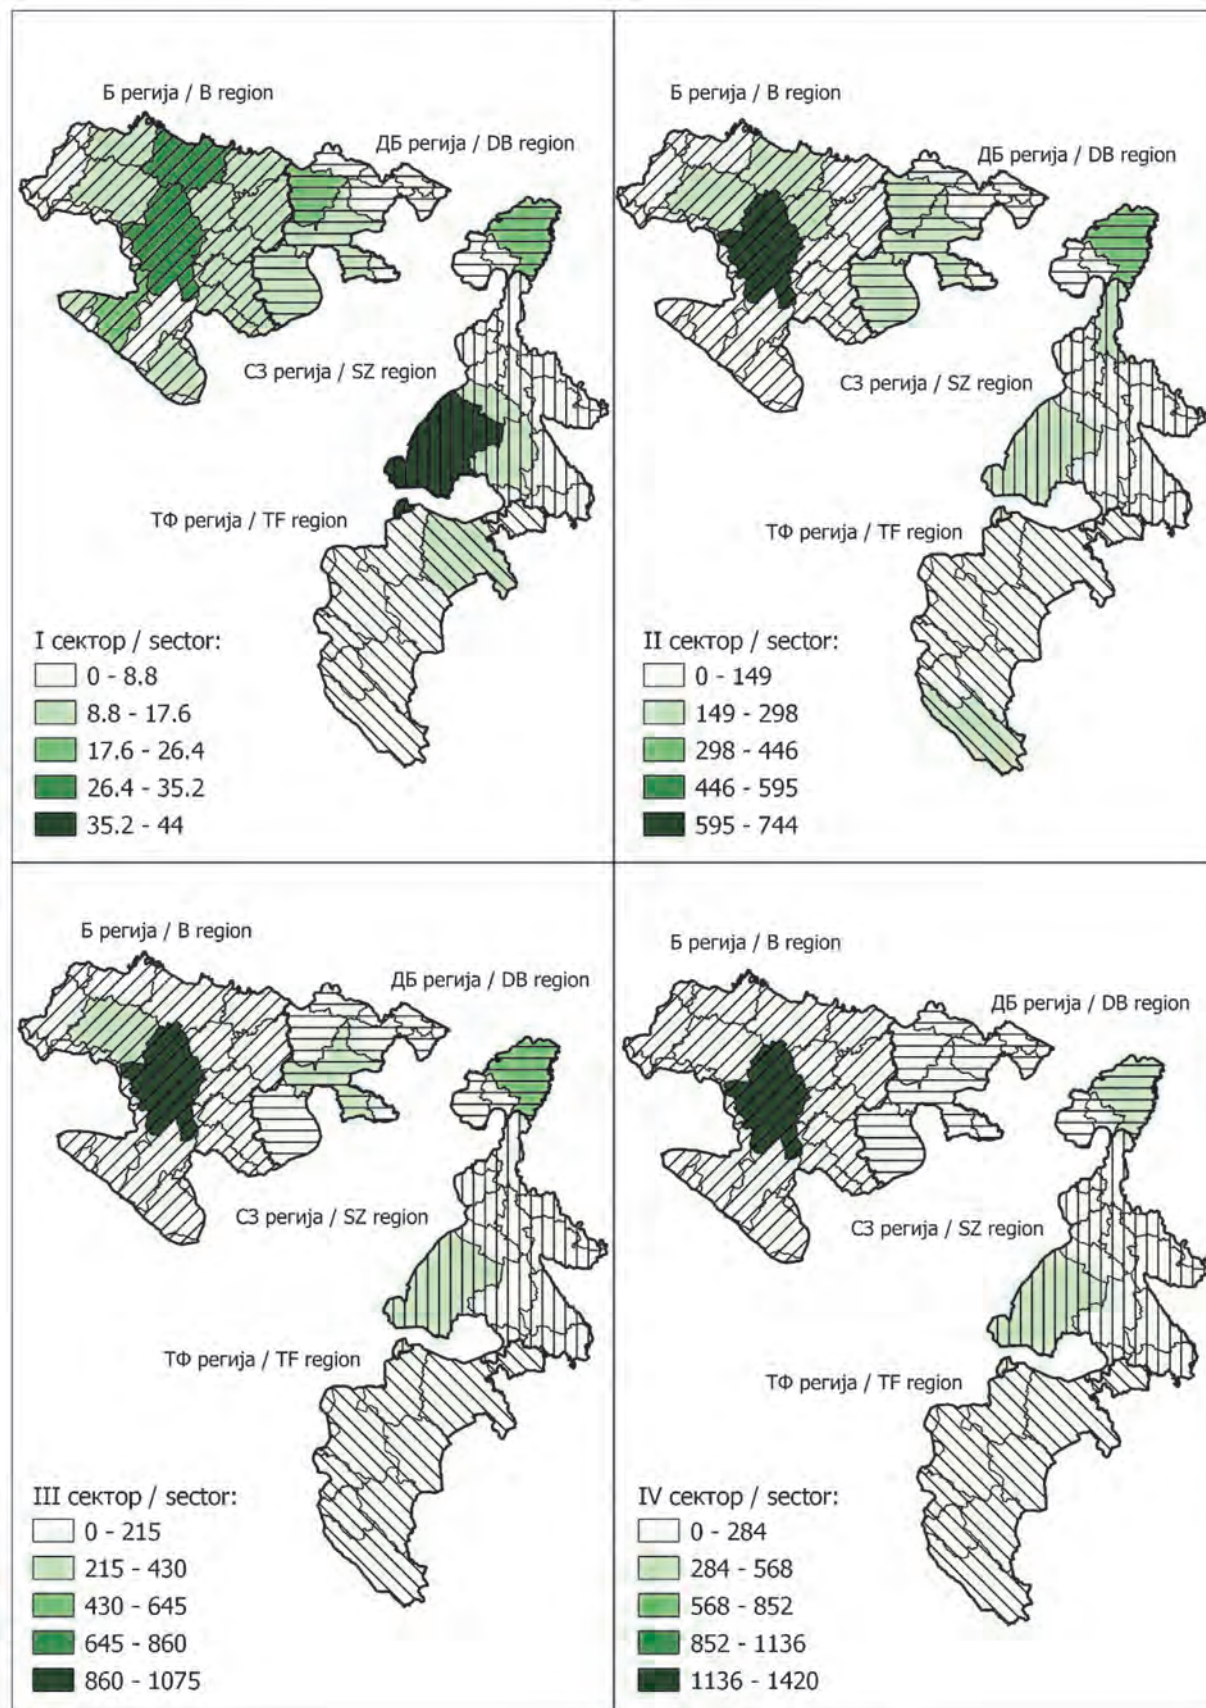 Б регија / B region
ДБ регија / DB region
СЗ регија / SZ region
ТФ регија / TF region
I сектор / sector:
0 - 8.8
8.8 - 17.6
17.6 - 26.4
26.4 - 35.2
35.2 - 44
Б регија / B region
ДБ регија / DB region
СЗ регија / SZ region
ТФ регија / TF region
II сектор / sector:
0 - 149
149 - 298
298 - 446
446 - 595
595 - 744
Б регија / B region
ДБ регија / DB region
СЗ регија / SZ region
ТФ регија / TF region
III сектор / sector:
0 - 215
215 - 430
430 - 645
645 - 860
860 - 1075
Б регија / B region
ДБ регија / DB region
СЗ регија / SZ region
ТФ регија / TF region
IV сектор / sector:
0 - 284
284 - 568
568 - 852
852 - 1136
1136 - 1420